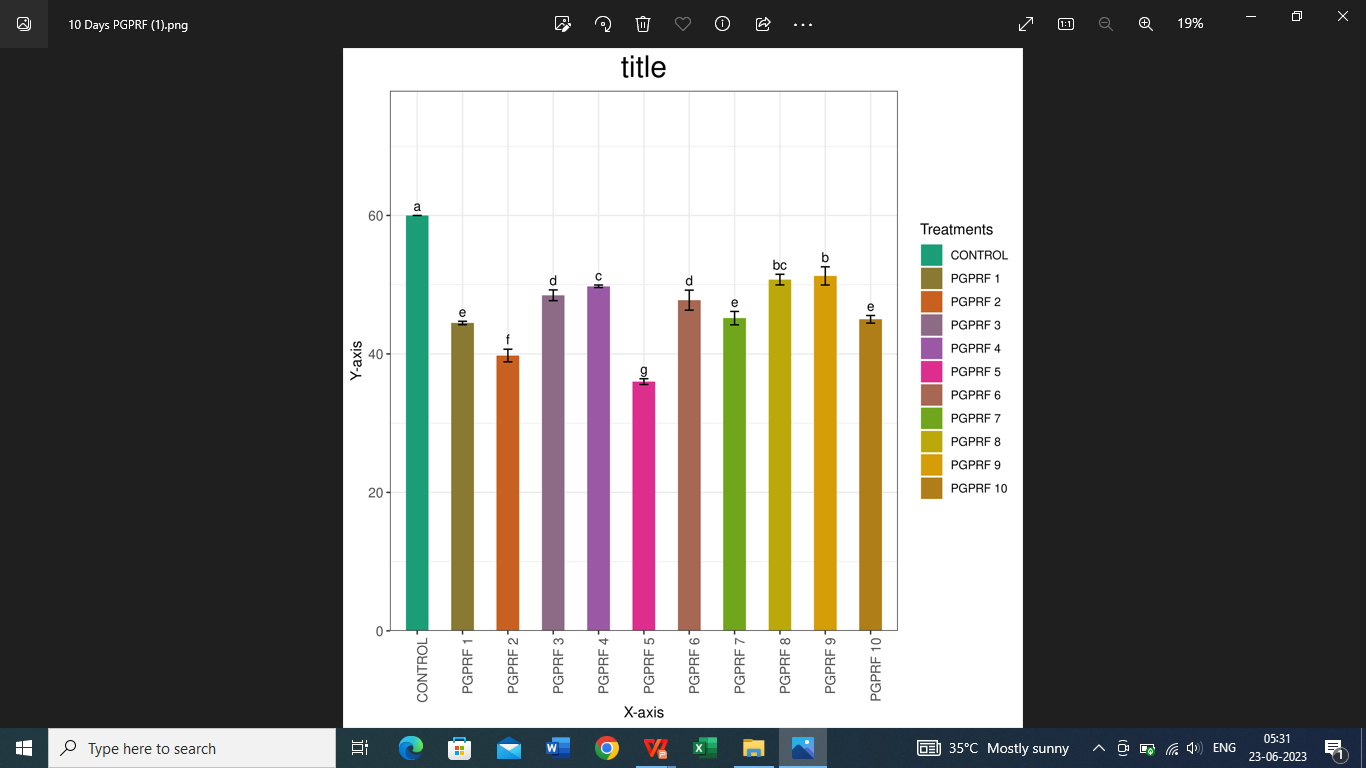 10 Days PGPRF (1).png
19%
title
Y-axis
60
40
20
0
a
e
f
d
c
g
d
e
bc
b
e
CONTROL
PGPRF 1
PGPRF 2
PGPRF 3
PGPRF 4
PGPRF 5
PGPRF 6
PGPRF 7
PGPRF 8
PGPRF 9
PGPRF 10
X-axis
Treatments
CONTROL
PGPRF 1
PGPRF 2
PGPRF 3
PGPRF 4
PGPRF 5
PGPRF 6
PGPRF 7
PGPRF 8
PGPRF 9
PGPRF 10
Type here to search
35°C Mostly sunny
ENG
05:31
23-06-2023
1